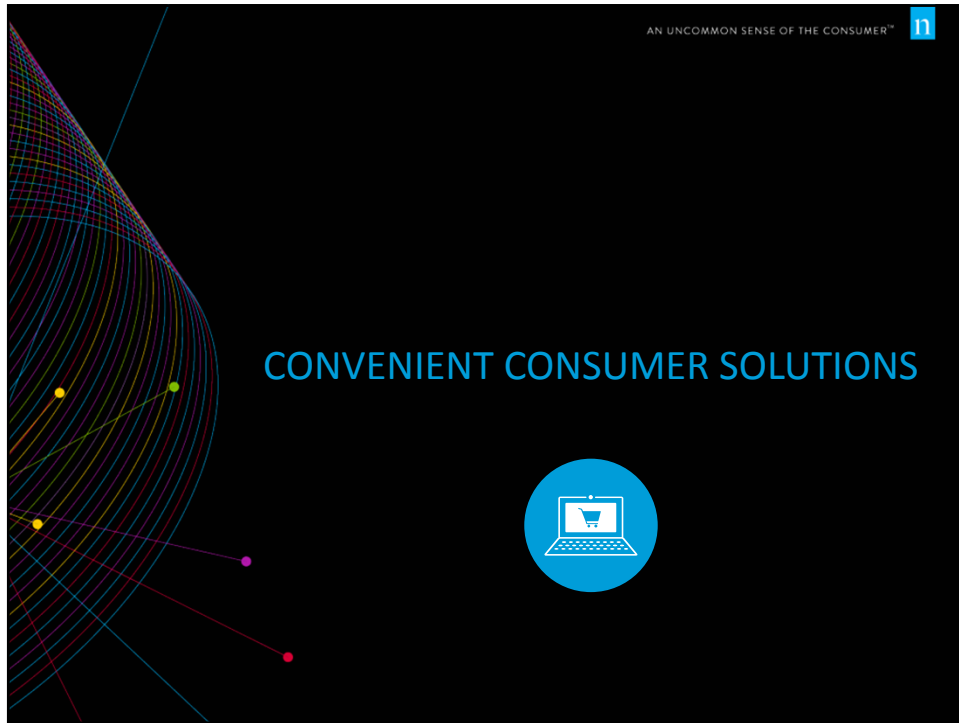 AN UNCOMMON SENSE OF THE CONSUMER™
n
CONVENIENT CONSUMER SOLUTIONS